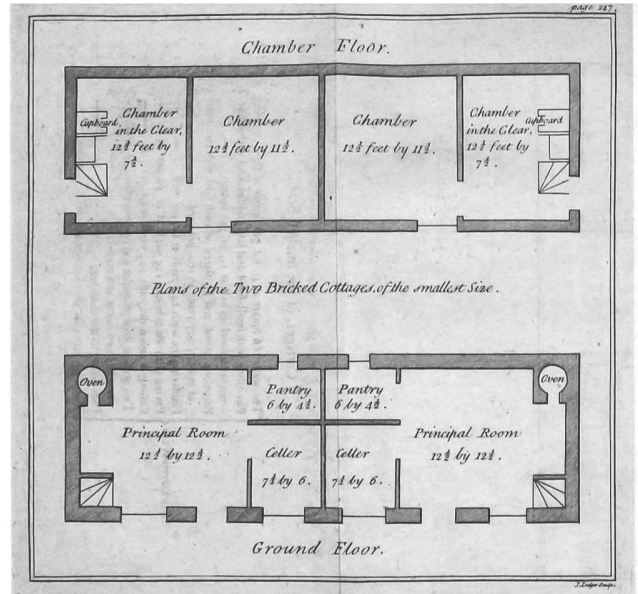 page 247.
Chamber Floor.
Cupboard.
Chamber
in the Clear,
12½ feet by
7½.
Chamber
12½ feet by 11½.
Chamber
12½ feet by 11½.
Chamber
in the Clear,
12½ feet by
7½.
Cupboard
Plans of the Two Bricked Cottages, of the smallest Size.
Oven
Pantry
6 by 4½.
Pantry
6 by 4½.
Oven
Principal Room
12½ by 12½.
Celler
7½ by 6.
Celler
7½ by 6.
Principal Room
12½ by 12½.
Ground Floor.
J. Lodge sculp.